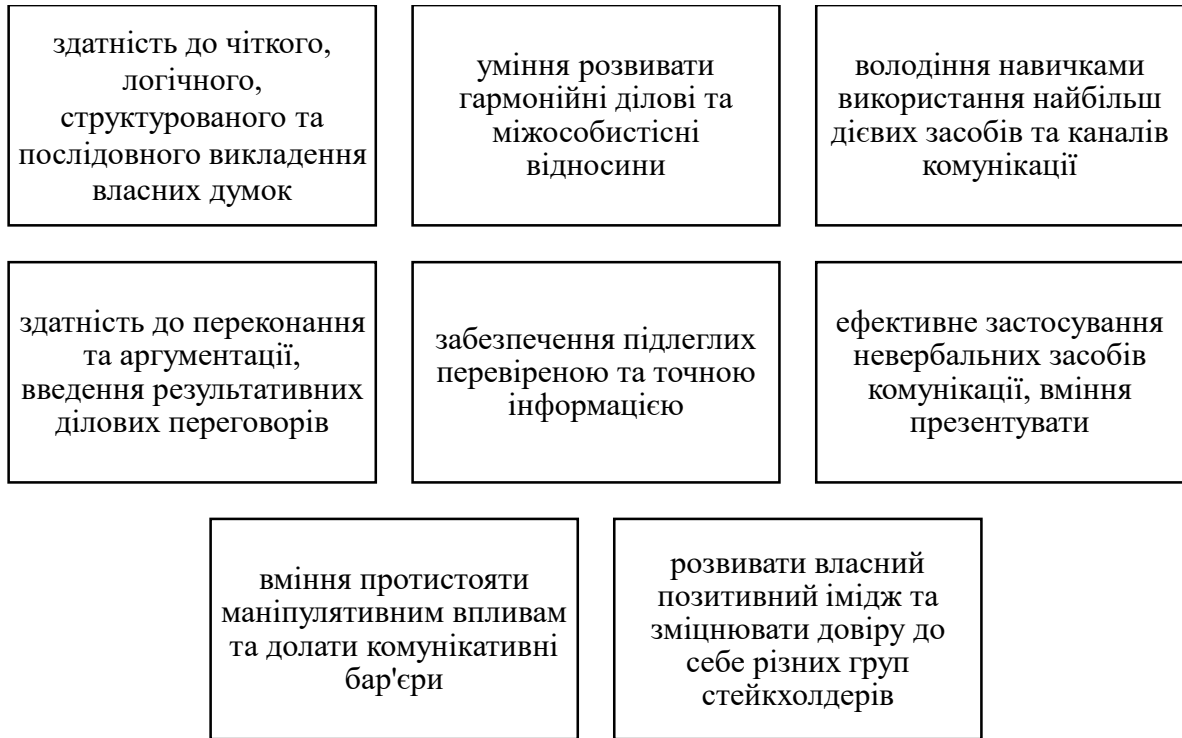 здатність до чіткого,
логічного,
структурованого та
послідовного викладення
власних думок
уміння розвивати
гармонійні ділові та
міжособистісні
відносини
володіння навичками
використання найбільш
дієвих засобів та каналів
комунікації
здатність до переконання
та аргументації,
введення результативних
ділових переговорів
забезпечення підлеглих
перевіреною та точною
інформацією
ефективне застосування
невербальних засобів
комунікації, вміння
презентувати
вміння протистояти
маніпулятивним впливам
та долати комунікативні
бар'єри
розвивати власний
позитивний імідж та
зміцнювати довіру до
себе різних груп
стейкхолдерів